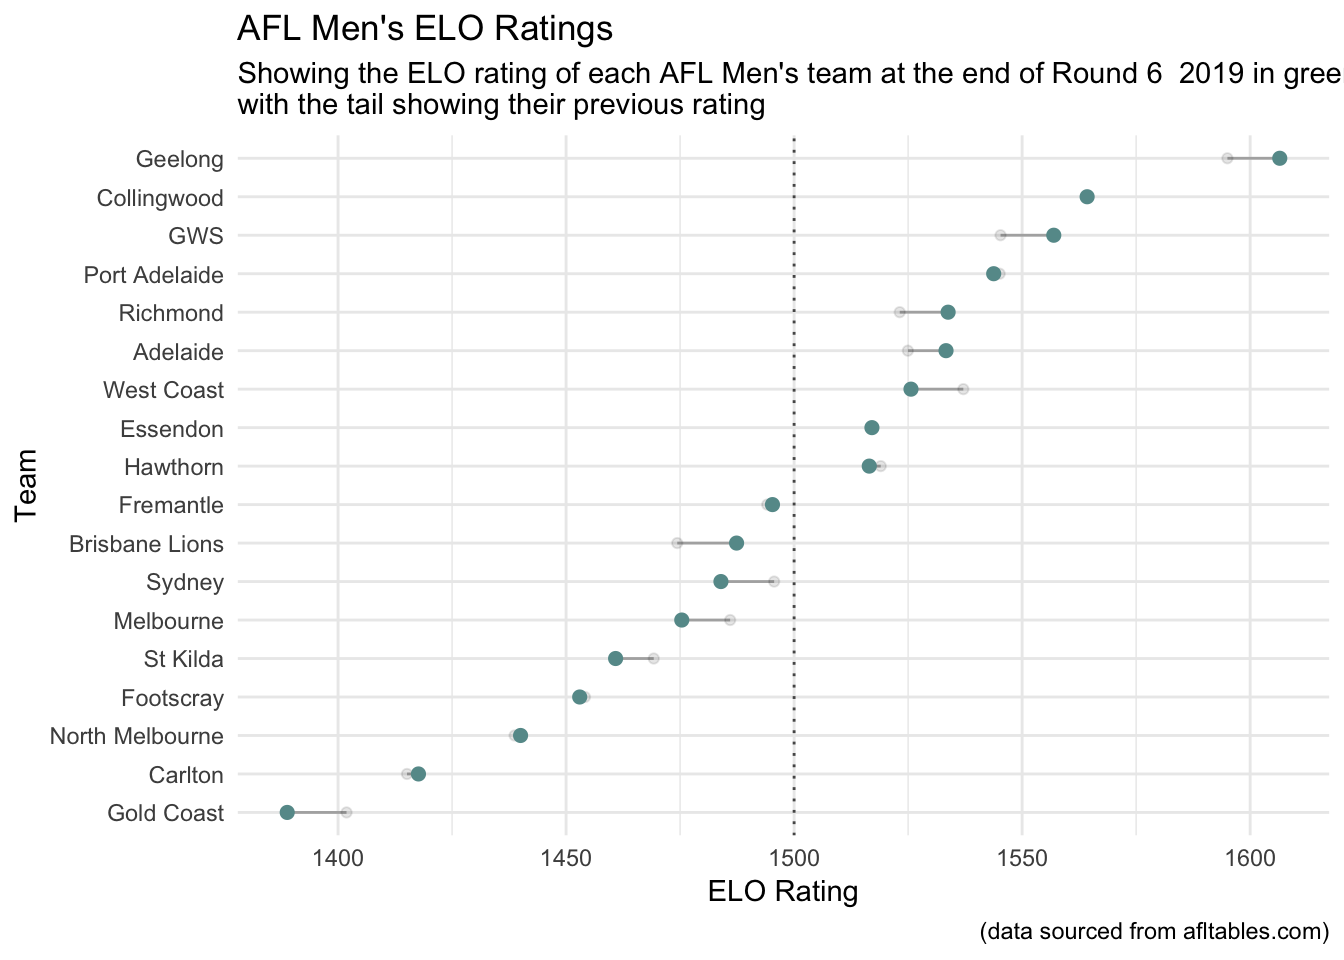 AFL Men's ELO Ratings
Showing the ELO rating of each AFL Men's team at the end of Round 6  2019 in gree
with the tail showing their previous rating
Geelong
Collingwood
GWS
Port Adelaide
Richmond
Adelaide
West Coast
Essendon
Hawthorn
Fremantle
Brisbane Lions
Sydney
Melbourne
St Kilda
Footscray
North Melbourne
Carlton
Gold Coast
Team
1400 1450 1500 1550 1600
ELO Rating
(data sourced from afltables.com)